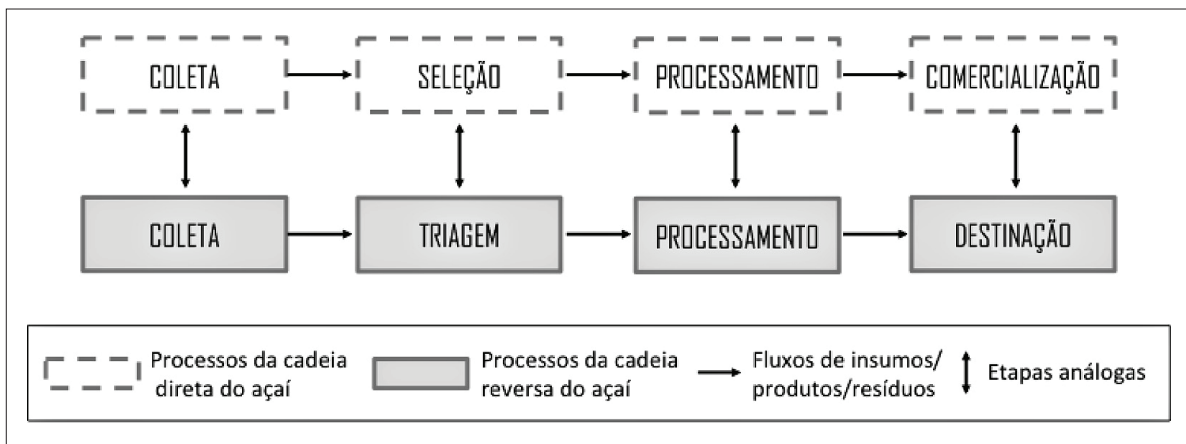 COLETA
SELEÇÃO
PROCESSAMENTO
COMERCIALIZAÇÃO
COLETA
TRIAGEM
PROCESSAMENTO
DESTINAÇÃO
Processos da cadeia
direta do açaí
Processos da cadeia
reversa do açaí
Fluxos de insumos/
produtos/resíduos
Etapas análogas